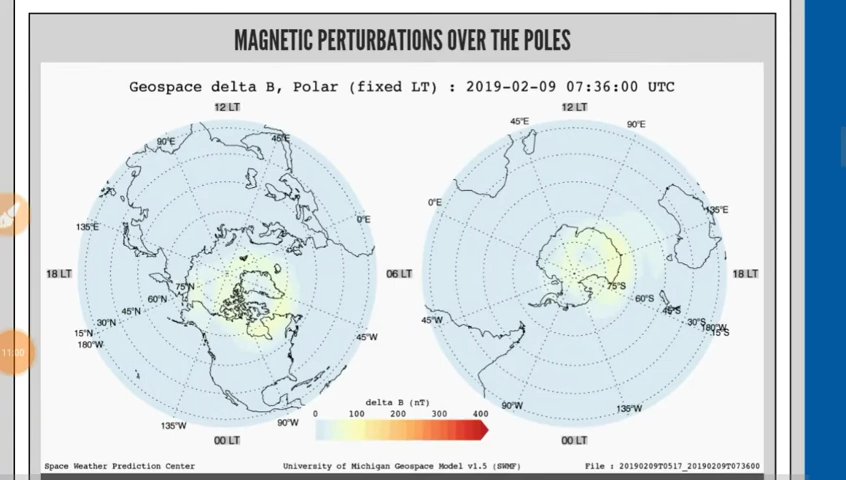 MAGNETIC PERTURBATIONS OVER THE POLES
Geospace delta B, Polar (fixed LT) : 2019-02-09 07:36:00 UTC
12 LT
12 LT
90°E
45°E
45°E
90°E
0°E
0°E
135°E
135°E
18 LT
06 LT
18 LT
75°N
60°N
45°N
30°N
15°N
180°W
75°S
60°S
45°S
30°S
180°W
15°S
45°W
45°W
135°W
90°W
90°W
135°W
00 LT
00 LT
delta B (nT)
0 100 200 300 400
11:00
Space Weather Prediction Center
University of Michigan Geospace Model v1.5 (SWMF)
File : 20190209T0517_20190209T073600